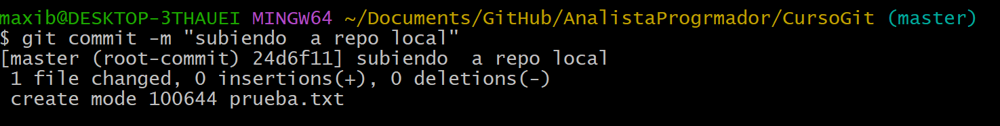 maxib@DESKTOP-3THAUEI MINGW64 ~/Documents/GitHub/AnalistaProgrmador/CursoGit (master)
$ git commit -m "subiendo  a repo local"
[master (root-commit) 24d6f11] subiendo  a repo local
 1 file changed, 0 insertions(+), 0 deletions(-)
 create mode 100644 prueba.txt